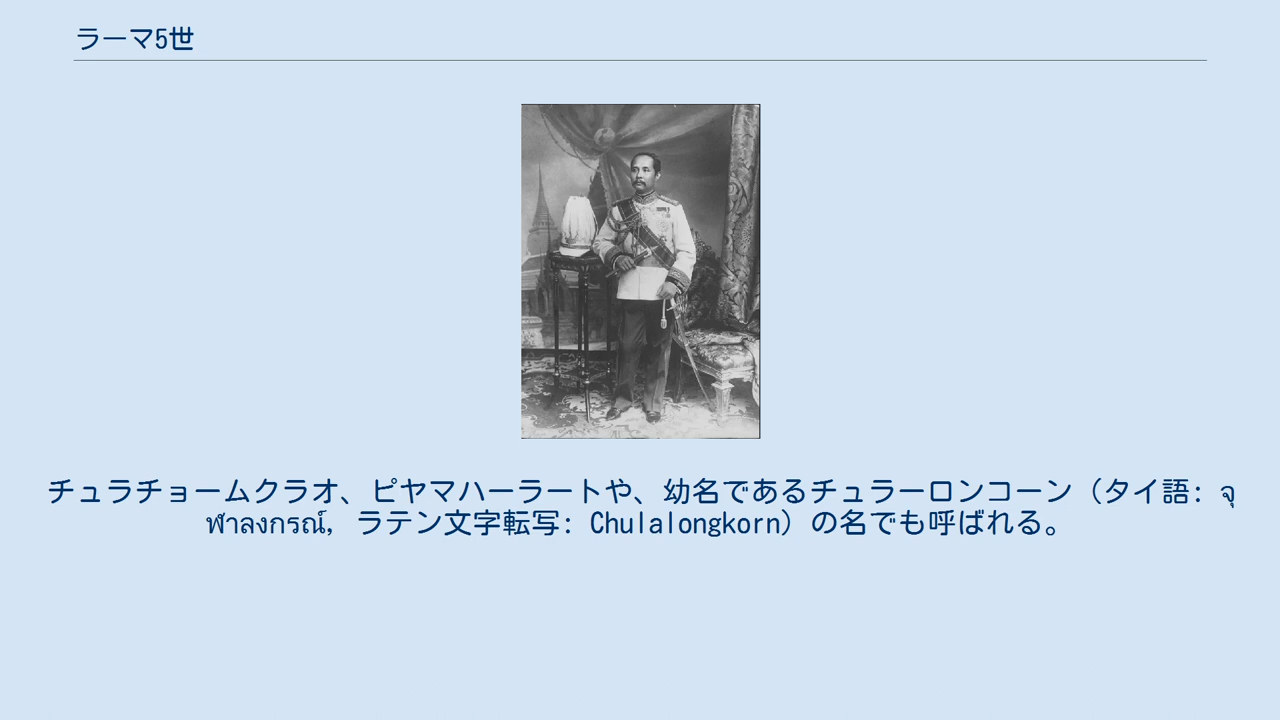 ラーマ5世
チュラチョームクラオ、ピヤマハーラートや、幼名であるチュラーロンコーン（タイ語: จุ
ฬาลงกรณ์, ラテン文字転写: Chulalongkorn）の名でも呼ばれる。